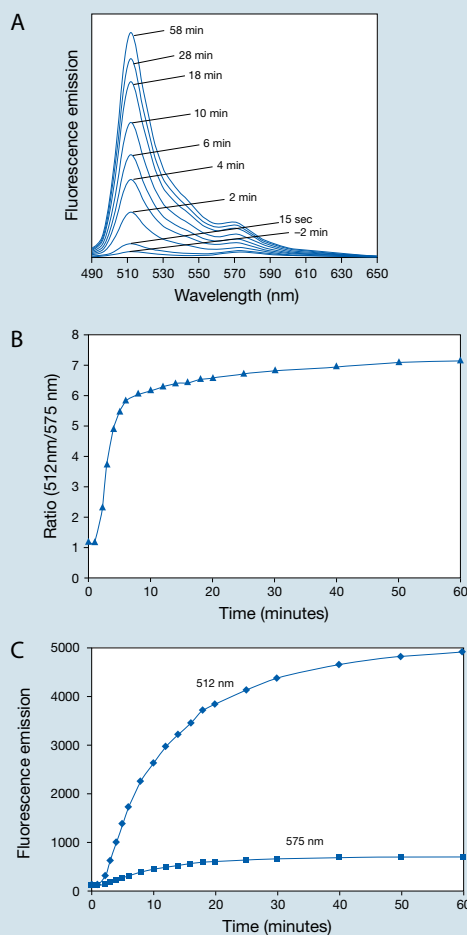 A
58 min
28 min
18 min
10 min
6 min
4 min
2 min
15 sec
–2 min
Fluorescence emission
490 510 530 550 570 590 610 630 650
Wavelength (nm)
B
8
7
6
5
4
3
2
1
0
Ratio (512nm/575 nm)
0 10 20 30 40 50 60
Time (minutes)
C
5000
4000
3000
2000
1000
0
512 nm
575 nm
Fluorescence emission
0 10 20 30 40 50 60
Time (minutes)